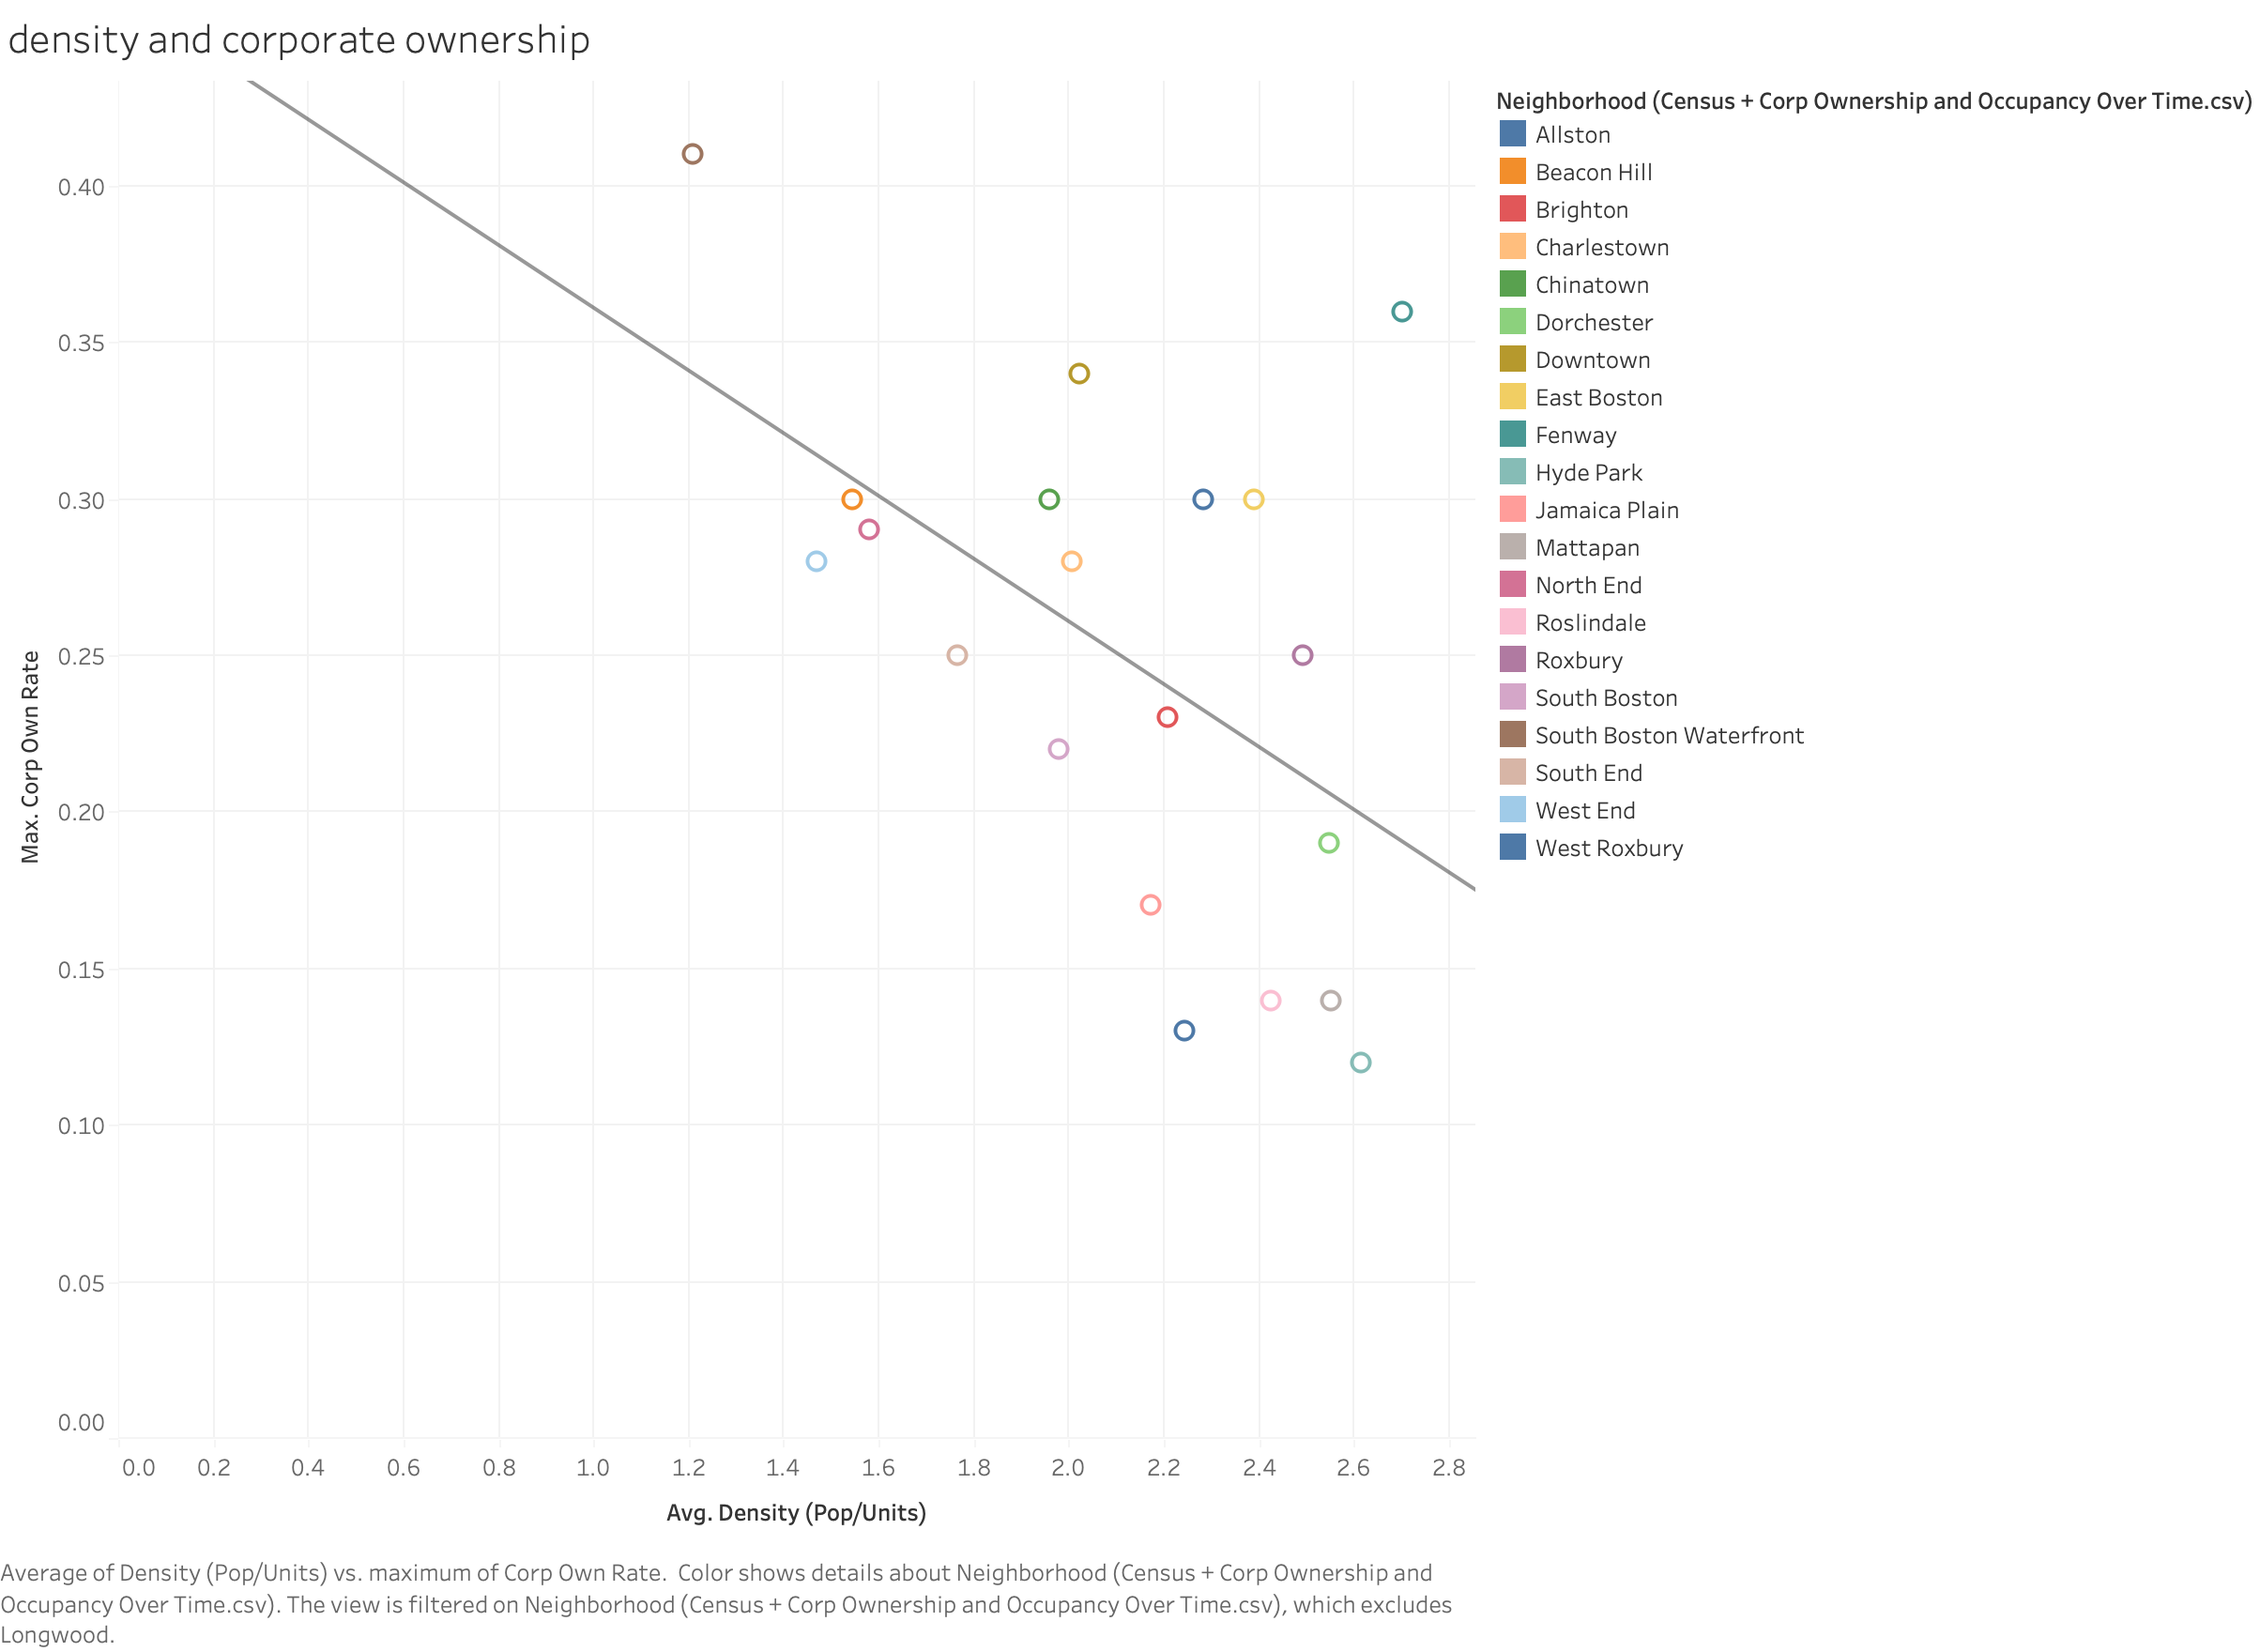 density and corporate ownership
Neighborhood (Census + Corp Ownership and Occupancy Over Time.csv)
Allston
Beacon Hill
Brighton
Charlestown
Chinatown
Dorchester
Downtown
East Boston
Fenway
Hyde Park
Jamaica Plain
Mattapan
North End
Roslindale
Roxbury
South Boston
South Boston Waterfront
South End
West End
West Roxbury
Max. Corp Own Rate
0.40
0.35
0.30
0.25
0.20
0.15
0.10
0.05
0.00
0.0 0.2 0.4 0.6 0.8 1.0 1.2 1.4 1.6 1.8 2.0 2.2 2.4 2.6 2.8
Avg. Density (Pop/Units)
Average of Density (Pop/Units) vs. maximum of Corp Own Rate. Color shows details about Neighborhood (Census + Corp Ownership and
Occupancy Over Time.csv). The view is filtered on Neighborhood (Census + Corp Ownership and Occupancy Over Time.csv), which excludes
Longwood.